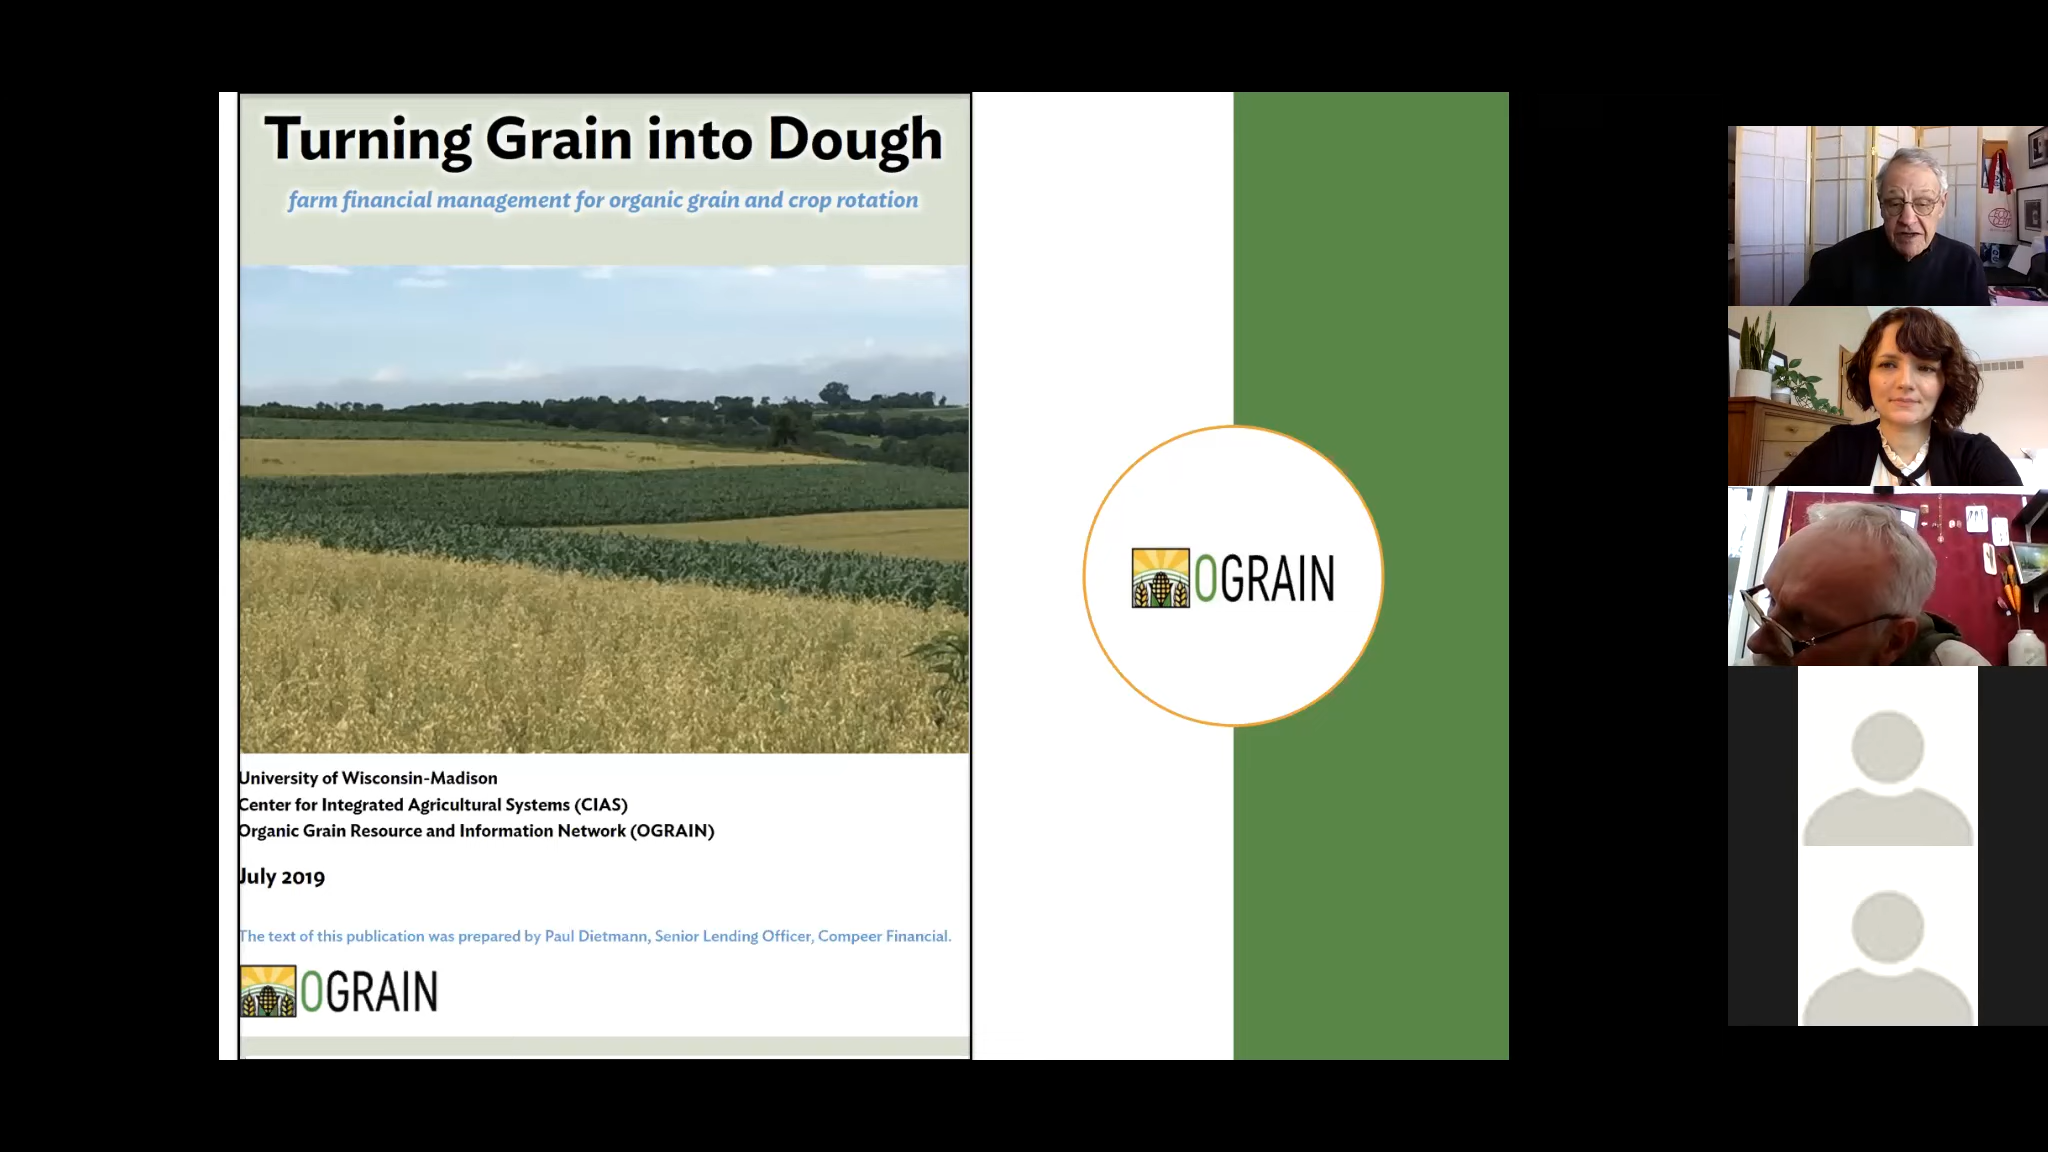 Turning Grain into Dough
farm financial management for organic grain and crop rotation
University of Wisconsin-Madison
Center for Integrated Agricultural Systems (CIAS)
Organic Grain Resource and Information Network (OGRAIN)
July 2019
The text of this publication was prepared by Paul Dietmann, Senior Lending Officer, Compeer Financial.
OGRAIN
OGRAIN